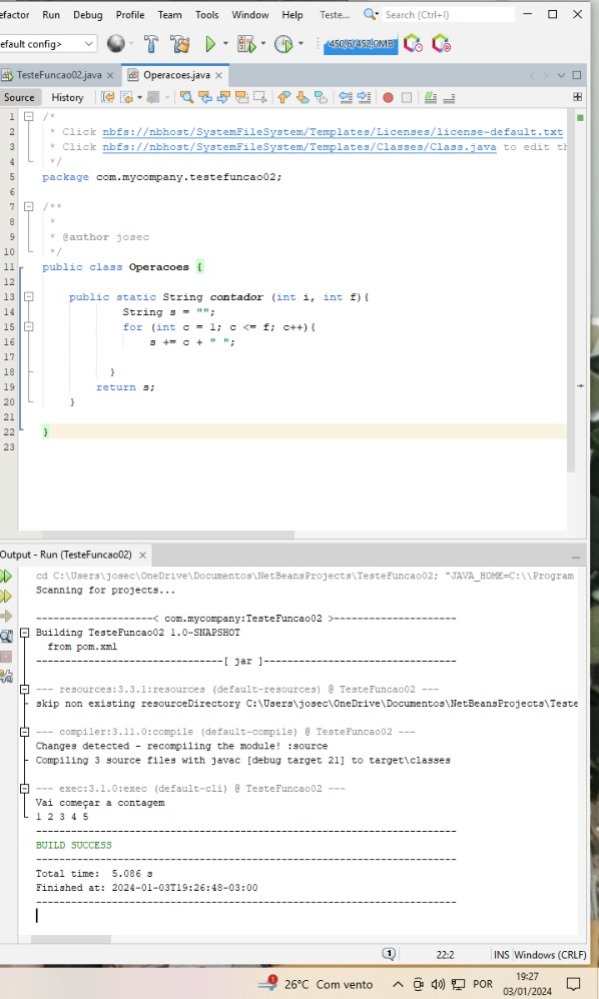 efactor Run Debug Profile Team Tools Window Help Teste... Search (Ctrl+I)
efault config>
TesteFuncao02.java × Operacoes.java ×
Source History
1 /*
2 * Click nbfs://nbhost/SystemFileSystem/Templates/Licenses/license-default.txt
3 * Click nbfs://nbhost/SystemFileSystem/Templates/Classes/Class.java to edit th
4 */
5 package com.mycompany.testefuncao02;
6
7 /**
8 *
9 * @author josec
10 */
11 public class Operacoes {
12
13 public static String contador (int i, int f){
14 String s = "";
15 for (int c = 1; c <= f; c++){
16 s += c + " ";
17
18 }
19 return s;
20 }
21
22 }
23
Output - Run (TesteFuncao02) ×
cd C:\Users\josec\OneDrive\Documentos\NetBeansProjects\TesteFuncao02; "JAVA_HOME=C:\\Program
Scanning for projects...
--------------------< com.mycompany:TesteFuncao02 >---------------------
Building TesteFuncao02 1.0-SNAPSHOT
from pom.xml
--------------------------------[ jar ]---------------------------------
--- resources:3.3.1:resources (default-resources) @ TesteFuncao02 ---
skip non existing resourceDirectory C:\Users\josec\OneDrive\Documentos\NetBeansProjects\Teste
--- compiler:3.11.0:compile (default-compile) @ TesteFuncao02 ---
Changes detected - recompiling the module! :source
Compiling 3 source files with javac [debug target 21] to target\classes
--- exec:3.1.0:exec (default-cli) @ TesteFuncao02 ---
Vai começar a contagem
1 2 3 4 5
------------------------------------------------------------------------
BUILD SUCCESS
------------------------------------------------------------------------
Total time: 5.086 s
Finished at: 2024-01-03T19:26:48-03:00
------------------------------------------------------------------------
1 22:2 INS Windows (CRLF)
26°C Com vento POR 19:27
03/01/2024